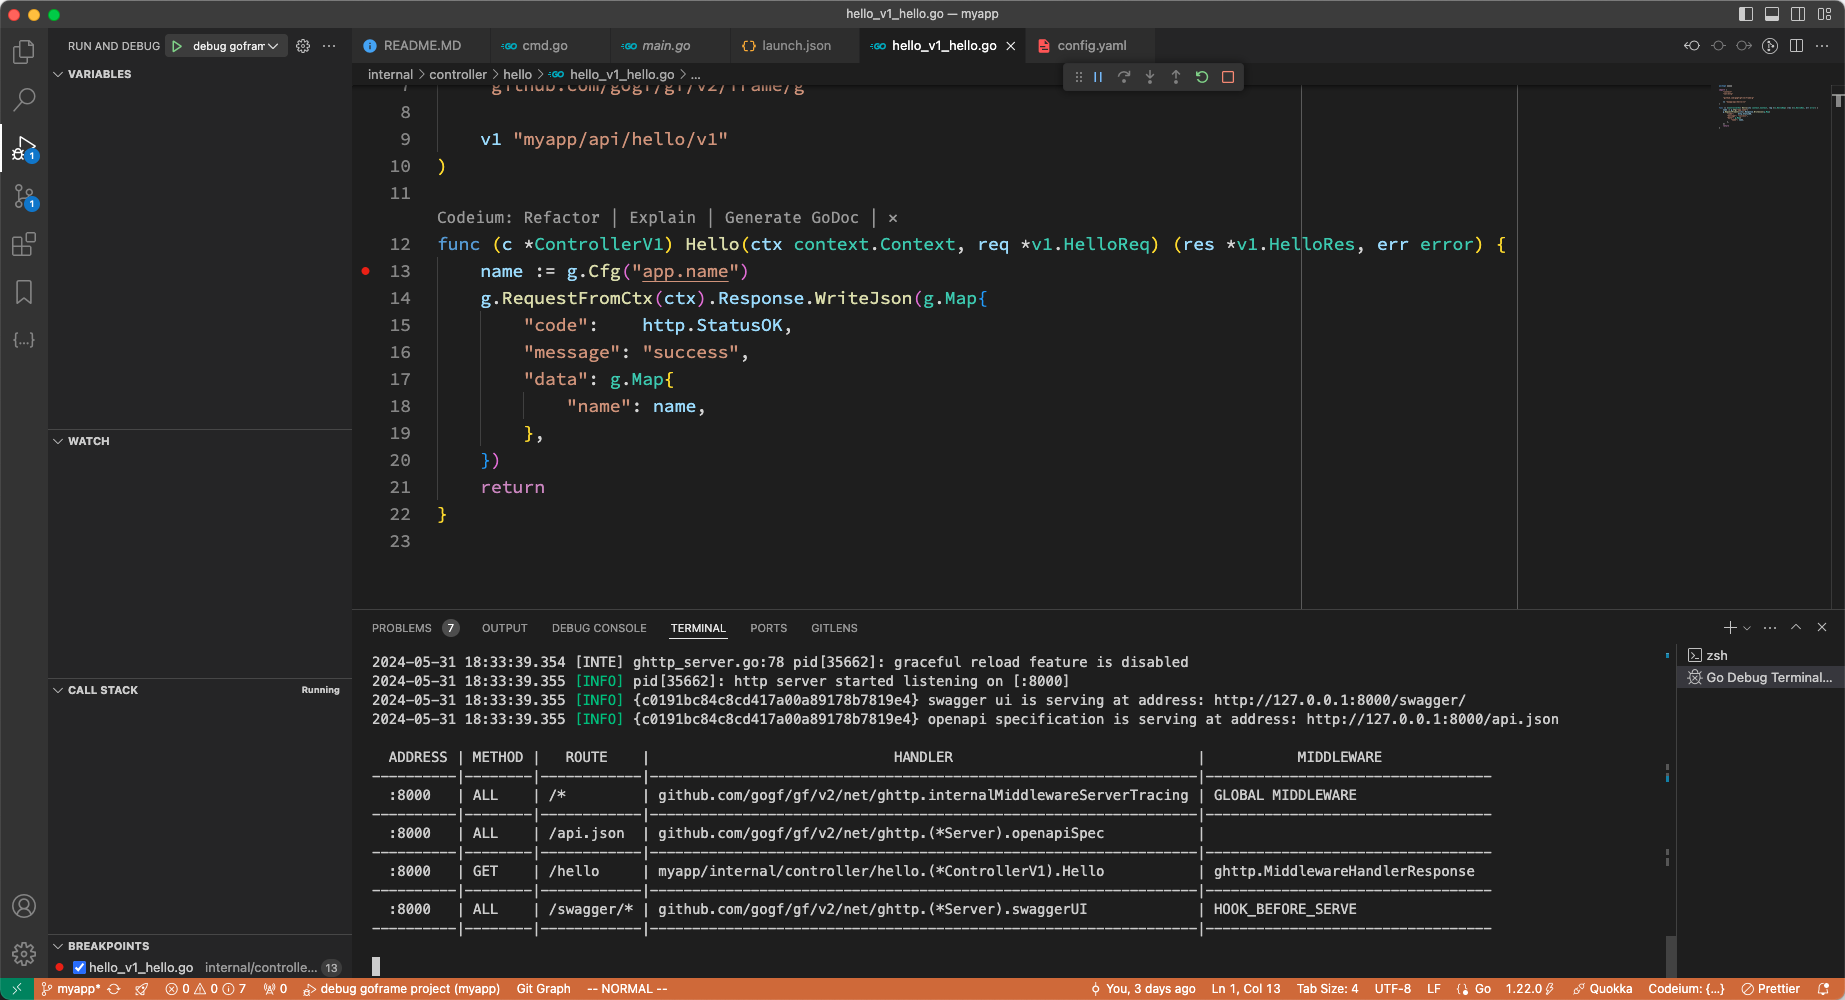 hello_v1_hello.go — myapp
RUN AND DEBUG debug gofram
README.MD cmd.go main.go launch.json hello_v1_hello.go config.yaml
VARIABLES
internal > controller > hello > hello_v1_hello.go > ...
7 "github.com/gogf/gf/v2/frame/g"
8
9 v1 "myapp/api/hello/v1"
10 )
11
Codeium: Refactor | Explain | Generate GoDoc | ×
12 func (c *ControllerV1) Hello(ctx context.Context, req *v1.HelloReq) (res *v1.HelloRes, err error) {
13 name := g.Cfg("app.name")
14 g.RequestFromCtx(ctx).Response.WriteJson(g.Map{
15 "code": http.StatusOK,
16 "message": "success",
17 "data": g.Map{
18 "name": name,
19 },
20 })
21 return
22 }
23
WATCH
CALL STACK Running
BREAKPOINTS
hello_v1_hello.go internal/controlle... 13
PROBLEMS 7 OUTPUT DEBUG CONSOLE TERMINAL PORTS GITLENS
2024-05-31 18:33:39.354 [INTE] ghttp_server.go:78 pid[35662]: graceful reload feature is disabled
2024-05-31 18:33:39.355 [INFO] pid[35662]: http server started listening on [:8000]
2024-05-31 18:33:39.355 [INFO] {c0191bc84c8cd417a00a89178b7819e4} swagger ui is serving at address: http://127.0.0.1:8000/swagger/
2024-05-31 18:33:39.355 [INFO] {c0191bc84c8cd417a00a89178b7819e4} openapi specification is serving at address: http://127.0.0.1:8000/api.json
ADDRESS | METHOD | ROUTE | HANDLER | MIDDLEWARE
:8000 | ALL | /* | github.com/gogf/gf/v2/net/ghttp.internalMiddlewareServerTracing | GLOBAL MIDDLEWARE
:8000 | ALL | /api.json | github.com/gogf/gf/v2/net/ghttp.(*Server).openapiSpec |
:8000 | GET | /hello | myapp/internal/controller/hello.(*ControllerV1).Hello | ghttp.MiddlewareHandlerResponse
:8000 | ALL | /swagger/* | github.com/gogf/gf/v2/net/ghttp.(*Server).swaggerUI | HOOK_BEFORE_SERVE
zsh
Go Debug Terminal...
1
1
myapp* 0 0 7 0 debug goframe project (myapp) Git Graph -- NORMAL -- You, 3 days ago Ln 1, Col 13 Tab Size: 4 UTF-8 LF Go 1.22.0 Quokka Codeium: {...} Prettier